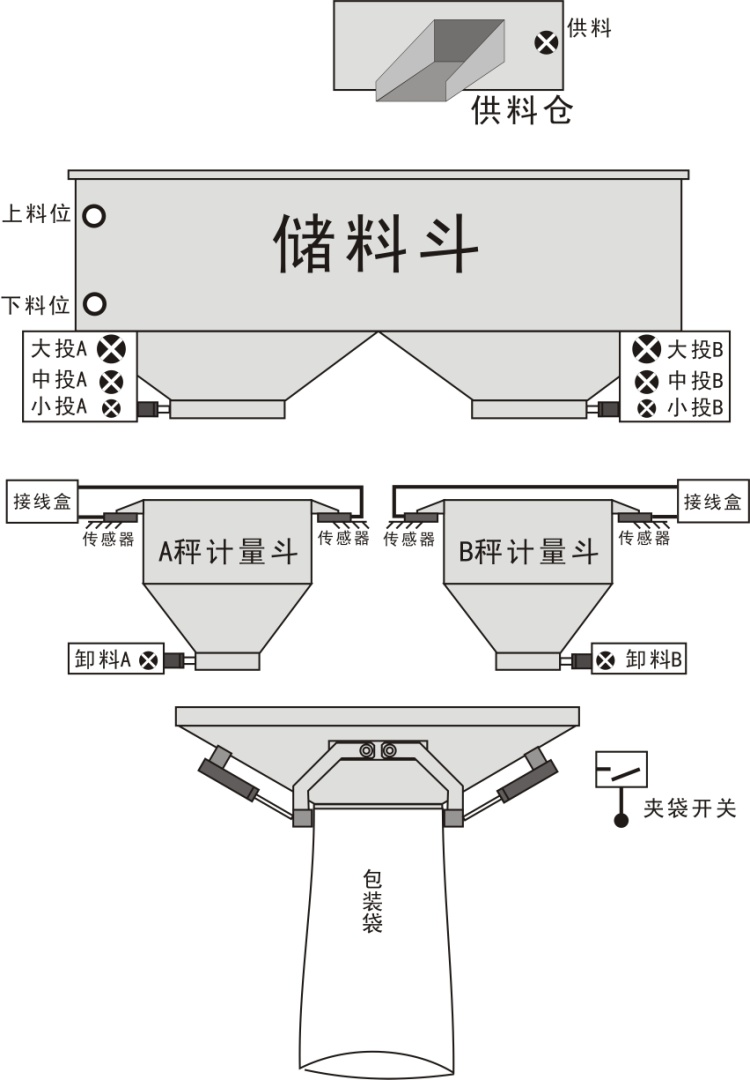 供料
供料仓
上料位
储料斗
下料位
大投A
大投B
中投A
中投B
小投A
小投B
接线盒
接线盒
传感器
传感器
传感器
传感器
A秤计量斗
B秤计量斗
卸料A
卸料B
夹袋开关
包装袋